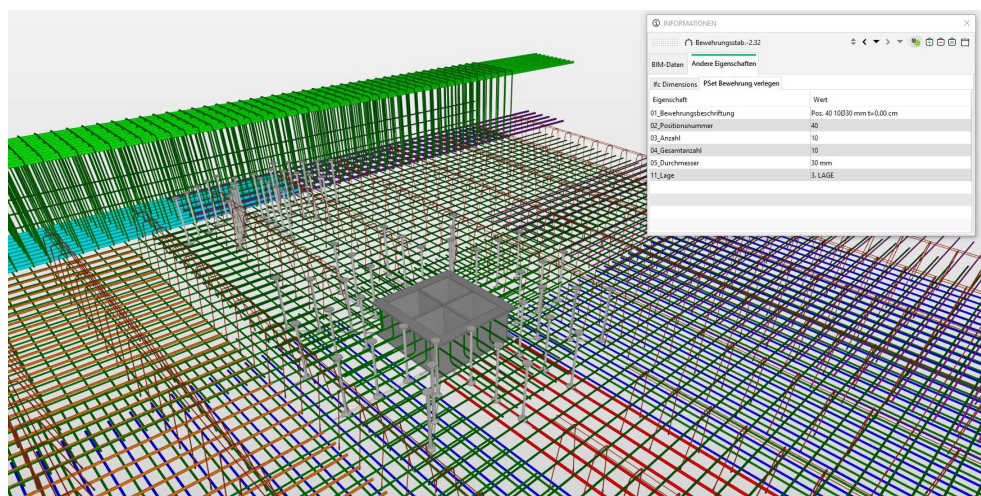 INFORMATIONEN
Bewehrungsstab.-2.32
BIM-Daten Andere Eigenschaften
Ifc Dimensions PSet Bewehrung verlegen
Eigenschaft Wert
01_Bewehrungsbeschriftung Pos. 40 10Ø30 mm t=0.00 cm
02_Positionsnummer 40
03_Anzahl 10
04_Gesamtanzahl 10
05_Durchmesser 30 mm
11_Lage 3. LAGE